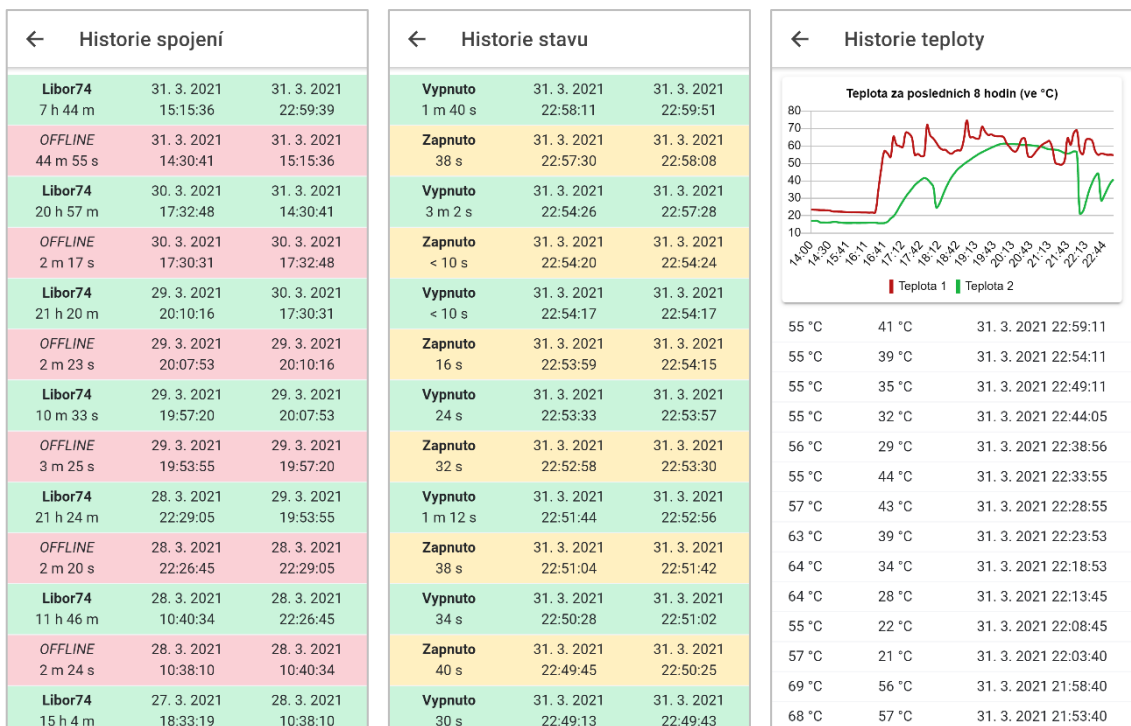 ← Historie spojení
Libor74 31. 3. 2021 31. 3. 2021
7 h 44 m 15:15:36 22:59:39
OFFLINE 31. 3. 2021 31. 3. 2021
44 m 55 s 14:30:41 15:15:36
Libor74 30. 3. 2021 31. 3. 2021
20 h 57 m 17:32:48 14:30:41
OFFLINE 30. 3. 2021 30. 3. 2021
2 m 17 s 17:30:31 17:32:48
Libor74 29. 3. 2021 30. 3. 2021
21 h 20 m 20:10:16 17:30:31
OFFLINE 29. 3. 2021 29. 3. 2021
2 m 23 s 20:07:53 20:10:16
Libor74 29. 3. 2021 29. 3. 2021
10 m 33 s 19:57:20 20:07:53
OFFLINE 29. 3. 2021 29. 3. 2021
3 m 25 s 19:53:55 19:57:20
Libor74 28. 3. 2021 29. 3. 2021
21 h 24 m 22:29:05 19:53:55
OFFLINE 28. 3. 2021 28. 3. 2021
2 m 20 s 22:26:45 22:29:05
Libor74 28. 3. 2021 28. 3. 2021
11 h 46 m 10:40:34 22:26:45
OFFLINE 28. 3. 2021 28. 3. 2021
2 m 24 s 10:38:10 10:40:34
Libor74 27. 3. 2021 28. 3. 2021
15 h 4 m 18:33:19 10:38:10
← Historie stavu
Vypnuto 31. 3. 2021 31. 3. 2021
1 m 40 s 22:58:11 22:59:51
Zapnuto 31. 3. 2021 31. 3. 2021
38 s 22:57:30 22:58:08
Vypnuto 31. 3. 2021 31. 3. 2021
3 m 2 s 22:54:26 22:57:28
Zapnuto 31. 3. 2021 31. 3. 2021
< 10 s 22:54:20 22:54:24
Vypnuto 31. 3. 2021 31. 3. 2021
< 10 s 22:54:17 22:54:17
Zapnuto 31. 3. 2021 31. 3. 2021
16 s 22:53:59 22:54:15
Vypnuto 31. 3. 2021 31. 3. 2021
24 s 22:53:33 22:53:57
Zapnuto 31. 3. 2021 31. 3. 2021
32 s 22:52:58 22:53:30
Vypnuto 31. 3. 2021 31. 3. 2021
1 m 12 s 22:51:44 22:52:56
Zapnuto 31. 3. 2021 31. 3. 2021
38 s 22:51:04 22:51:42
Vypnuto 31. 3. 2021 31. 3. 2021
34 s 22:50:28 22:51:02
Zapnuto 31. 3. 2021 31. 3. 2021
40 s 22:49:45 22:50:25
Vypnuto 31. 3. 2021 31. 3. 2021
30 s 22:49:13 22:49:43
← Historie teploty
Teplota za posledních 8 hodin (ve °C)
80
70
60
50
40
30
20
10
14:00 14:30 15:41 16:11 16:41 17:12 17:42 18:12 18:42 19:13 19:43 20:13 20:43 21:13 21:43 22:13 22:44
Teplota 1 Teplota 2
55 °C 41 °C 31. 3. 2021 22:59:11
55 °C 39 °C 31. 3. 2021 22:54:11
55 °C 35 °C 31. 3. 2021 22:49:11
55 °C 32 °C 31. 3. 2021 22:44:05
56 °C 29 °C 31. 3. 2021 22:38:56
55 °C 44 °C 31. 3. 2021 22:33:55
57 °C 43 °C 31. 3. 2021 22:28:55
63 °C 39 °C 31. 3. 2021 22:23:53
64 °C 34 °C 31. 3. 2021 22:18:53
64 °C 28 °C 31. 3. 2021 22:13:45
55 °C 22 °C 31. 3. 2021 22:08:45
57 °C 21 °C 31. 3. 2021 22:03:40
69 °C 56 °C 31. 3. 2021 21:58:40
68 °C 57 °C 31. 3. 2021 21:53:40